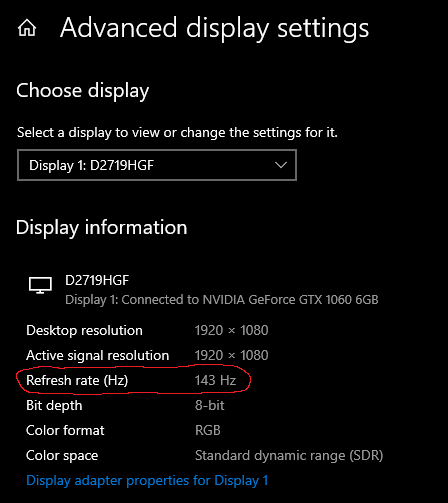 Advanced display settings
Choose display
Select a display to view or change the settings for it.
Display 1: D2719HGF
Display information
D2719HGF
Display 1: Connected to NVIDIA GeForce GTX 1060 6GB
Desktop resolution 1920 × 1080
Active signal resolution 1920 × 1080
Refresh rate (Hz) 143 Hz
Bit depth 8-bit
Color format RGB
Color space Standard dynamic range (SDR)
Display adapter properties for Display 1